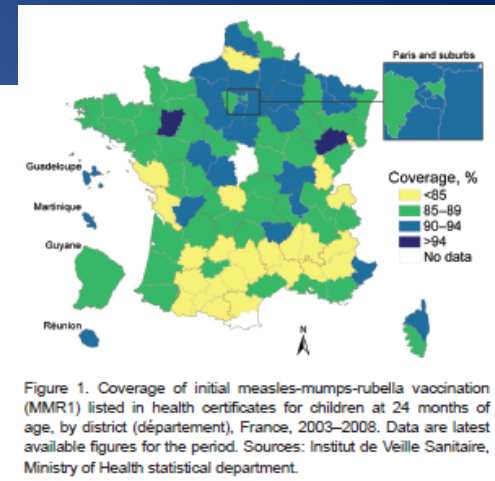 Paris and suburbs
Guadeloupe
Martinique
Guyane
Réunion
Coverage, %
<85
85–89
90–94
>94
No data
N
Figure 1. Coverage of initial measles-mumps-rubella vaccination
(MMR1) listed in health certificates for children at 24 months of
age, by district (département), France, 2003–2008. Data are latest
available figures for the period. Sources: Institut de Veille Sanitaire,
Ministry of Health statistical department.